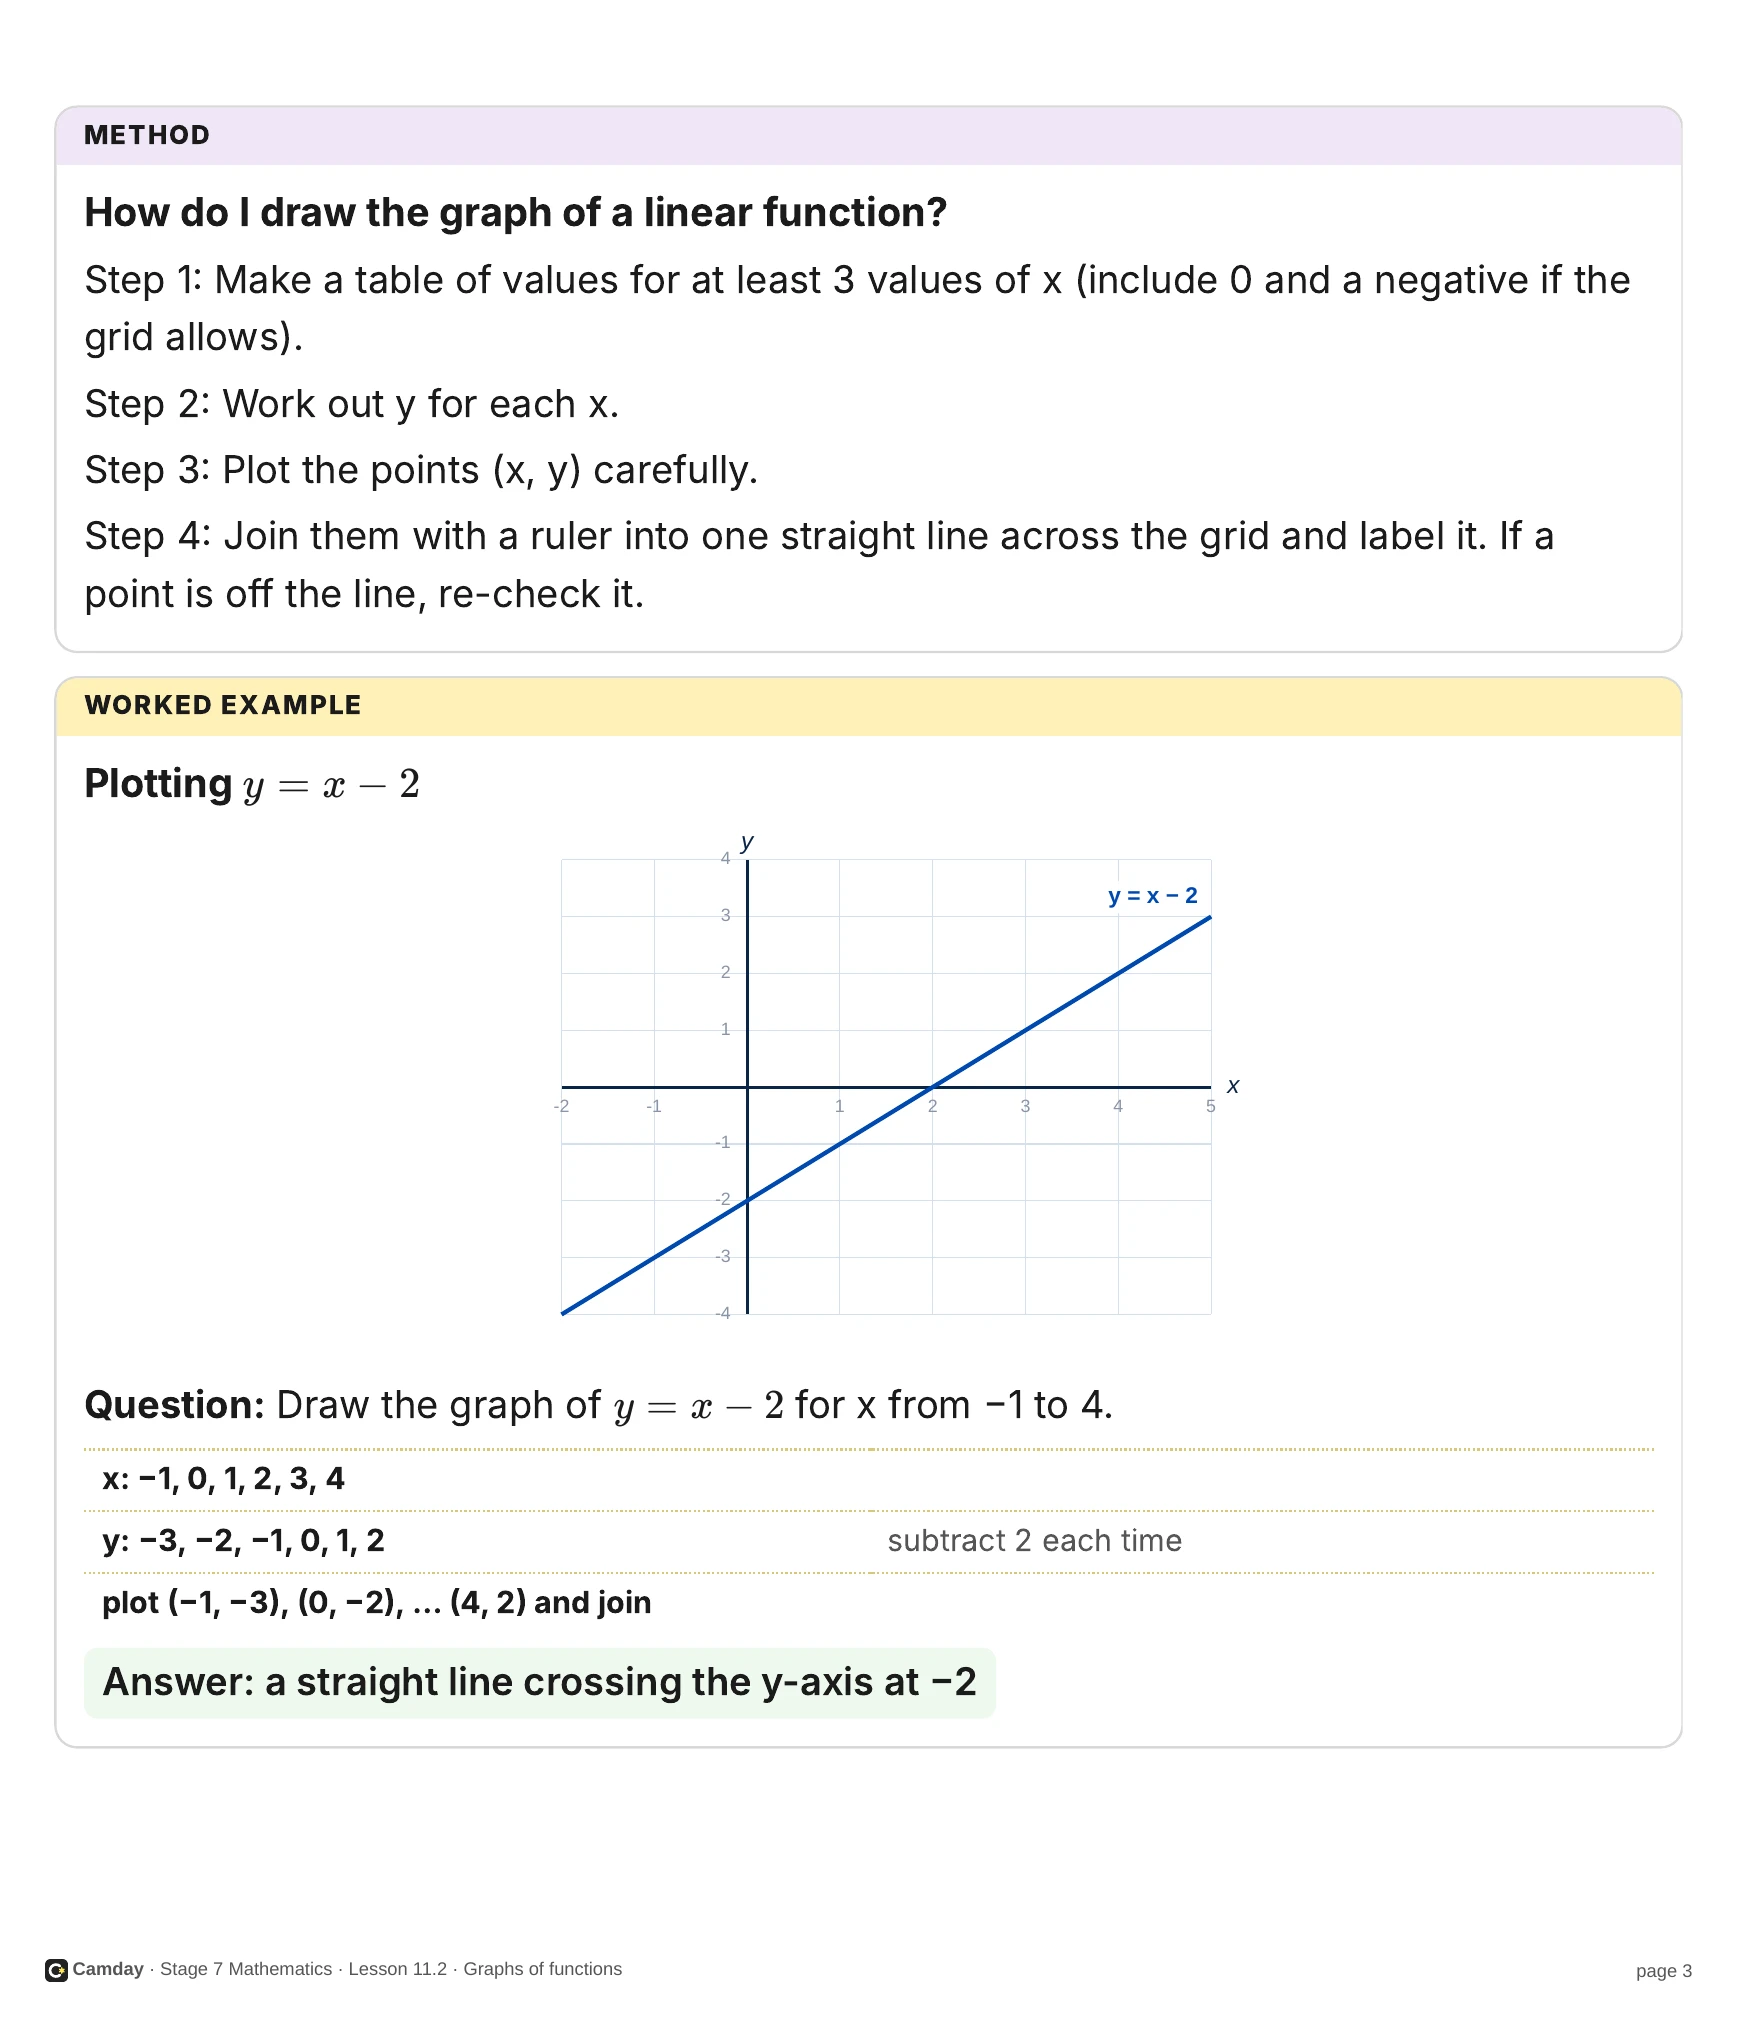 METHOD
How do I draw the graph of a linear function?
Step 1: Make a table of values for at least 3 values of x (include 0 and a negative if the
grid allows).
Step 2: Work out y for each x.
Step 3: Plot the points (x, y) carefully.
Step 4: Join them with a ruler into one straight line across the grid and label it. If a
point is off the line, re-check it.
WORKED EXAMPLE
Plotting y = x − 2
y
4
y = x − 2
3
2
1
x
-2 -1 1 2 3 4 5
-1
-2
-3
-4
Question: Draw the graph of y = x − 2 for x from −1 to 4.
x: −1, 0, 1, 2, 3, 4
y: −3, −2, −1, 0, 1, 2 subtract 2 each time
plot (−1, −3), (0, −2), … (4, 2) and join
Answer: a straight line crossing the y-axis at −2
Camday · Stage 7 Mathematics · Lesson 11.2 · Graphs of functions page 3